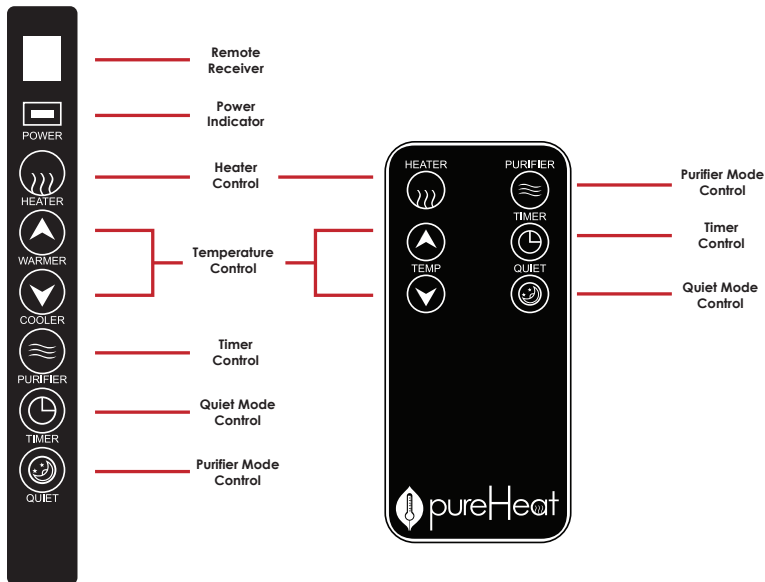 POWER
HEATER
WARMER
COOLER
PURIFIER
TIMER
QUIET
Remote
Receiver
Power
Indicator
Heater
Control
Temperature
Control
Timer
Control
Quiet Mode
Control
Purifier Mode
Control
HEATER
PURIFIER
TIMER
TEMP
QUIET
pureHeat
Purifier Mode
Control
Timer
Control
Quiet Mode
Control